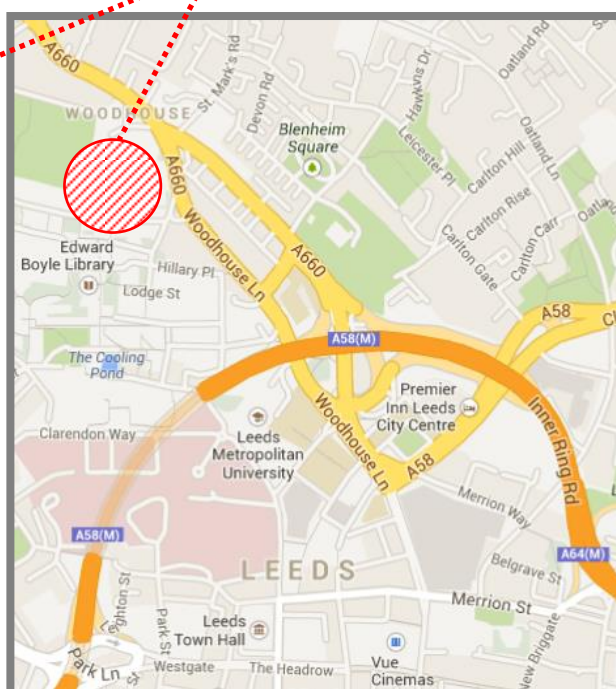 A660
St. Mark's Rd
Devon Rd
WOODHOUSE
Hawkins Dr
Oatland Rd
Blenheim
Square
Leicester Pl
Carlton Hill
Oatland Ln
Carlton Rise
Carlton Carr
Carlton Gate
A660
Woodhouse Ln
A660
Edward
Boyle Library
Hillary Pl
Lodge St
A58
A58(M)
The Cooling
Pond
Premier
Inn Leeds
City Centre
Inner Ring Rd
Woodhouse Ln
A58
Clarendon Way
Leeds
Metropolitan
University
Merrion Way
A58(M)
A64(M)
LEEDS
Belgrave St
Merrion St
Leighton St
Park St
Leeds
Town Hall
New Briggate
Park Ln
St
Westgate
The Headrow
Vue
Cinemas